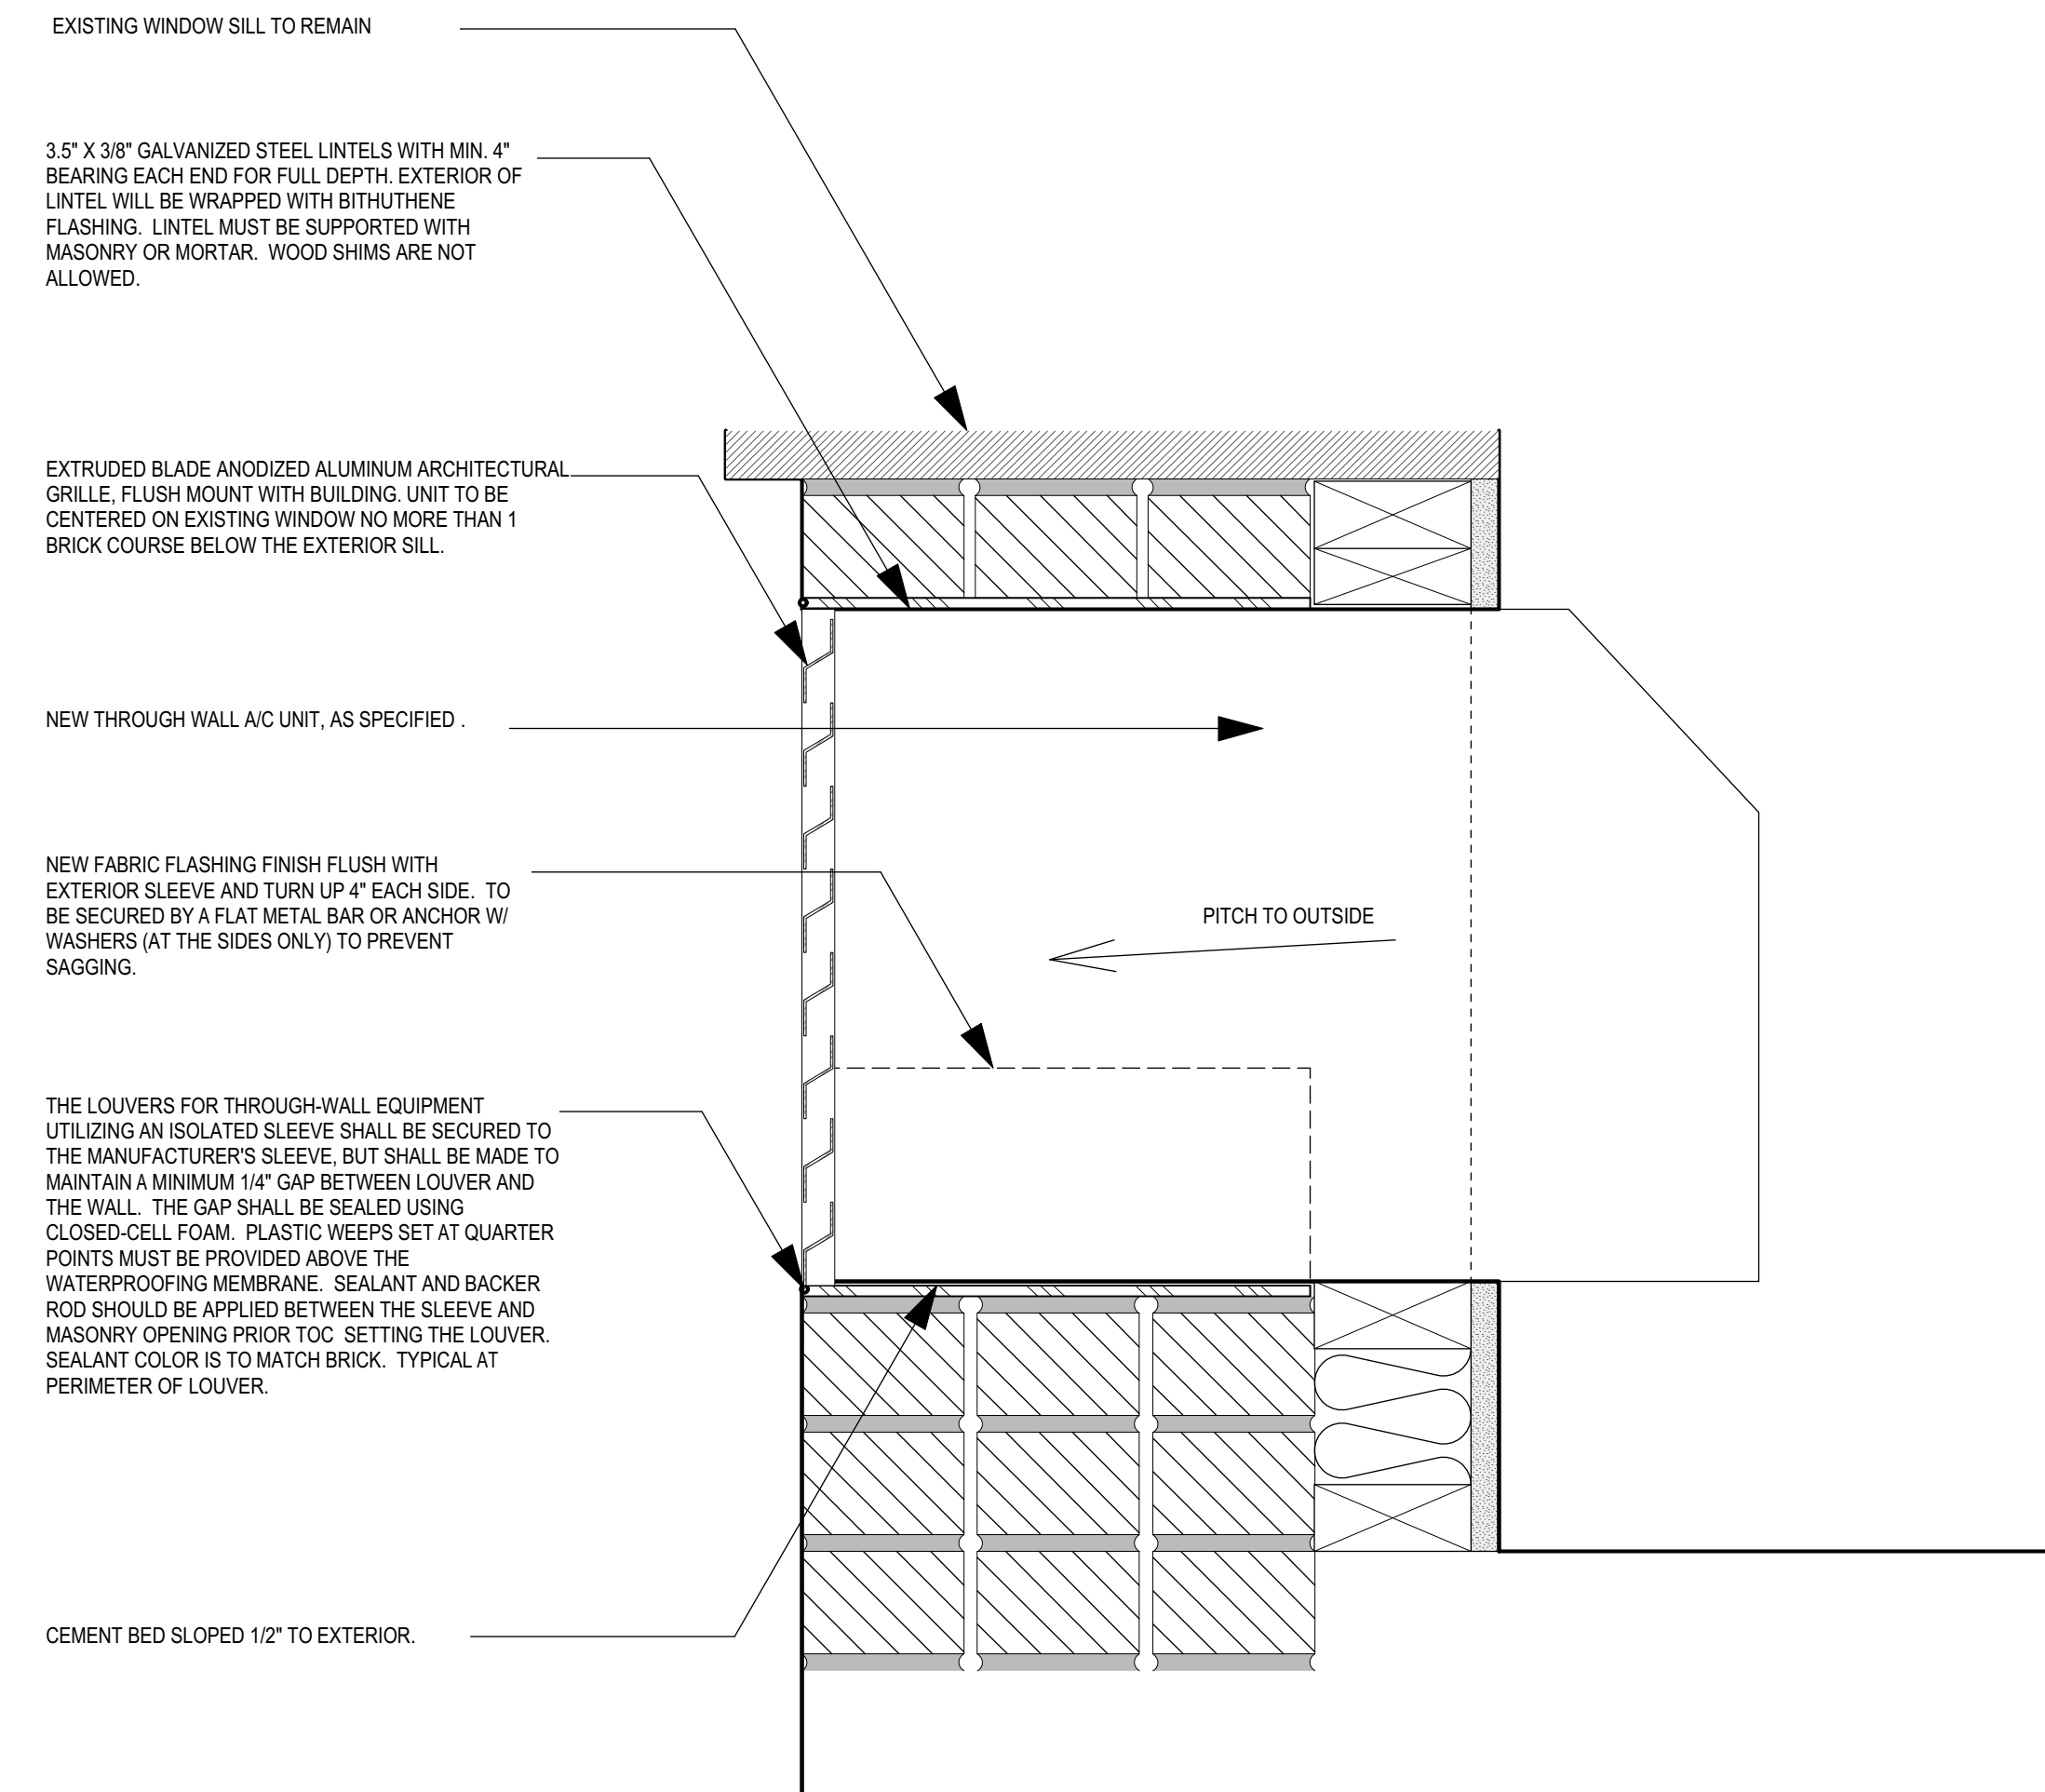 EXISTING WINDOW SILL TO REMAIN
3.5" X 3/8" GALVANIZED STEEL LINTELS WITH MIN. 4"
BEARING EACH END FOR FULL DEPTH. EXTERIOR OF
LINTEL WILL BE WRAPPED WITH BITHUTHENE
FLASHING.  LINTEL MUST BE SUPPORTED WITH
MASONRY OR MORTAR.  WOOD SHIMS ARE NOT
ALLOWED.
EXTRUDED BLADE ANODIZED ALUMINUM ARCHITECTURAL
GRILLE, FLUSH MOUNT WITH BUILDING. UNIT TO BE
CENTERED ON EXISTING WINDOW NO MORE THAN 1
BRICK COURSE BELOW THE EXTERIOR SILL.
NEW THROUGH WALL A/C UNIT, AS SPECIFIED .
NEW FABRIC FLASHING FINISH FLUSH WITH
EXTERIOR SLEEVE AND TURN UP 4" EACH SIDE.  TO
BE SECURED BY A FLAT METAL BAR OR ANCHOR W/
WASHERS (AT THE SIDES ONLY) TO PREVENT
SAGGING.
PITCH TO OUTSIDE
THE LOUVERS FOR THROUGH-WALL EQUIPMENT
UTILIZING AN ISOLATED SLEEVE SHALL BE SECURED TO
THE MANUFACTURER'S SLEEVE, BUT SHALL BE MADE TO
MAINTAIN A MINIMUM 1/4" GAP BETWEEN LOUVER AND
THE WALL.  THE GAP SHALL BE SEALED USING
CLOSED-CELL FOAM.  PLASTIC WEEPS SET AT QUARTER
POINTS MUST BE PROVIDED ABOVE THE
WATERPROOFING MEMBRANE.  SEALANT AND BACKER
ROD SHOULD BE APPLIED BETWEEN THE SLEEVE AND
MASONRY OPENING PRIOR TOC  SETTING THE LOUVER.
SEALANT COLOR IS TO MATCH BRICK.  TYPICAL AT
PERIMETER OF LOUVER.
CEMENT BED SLOPED 1/2" TO EXTERIOR.